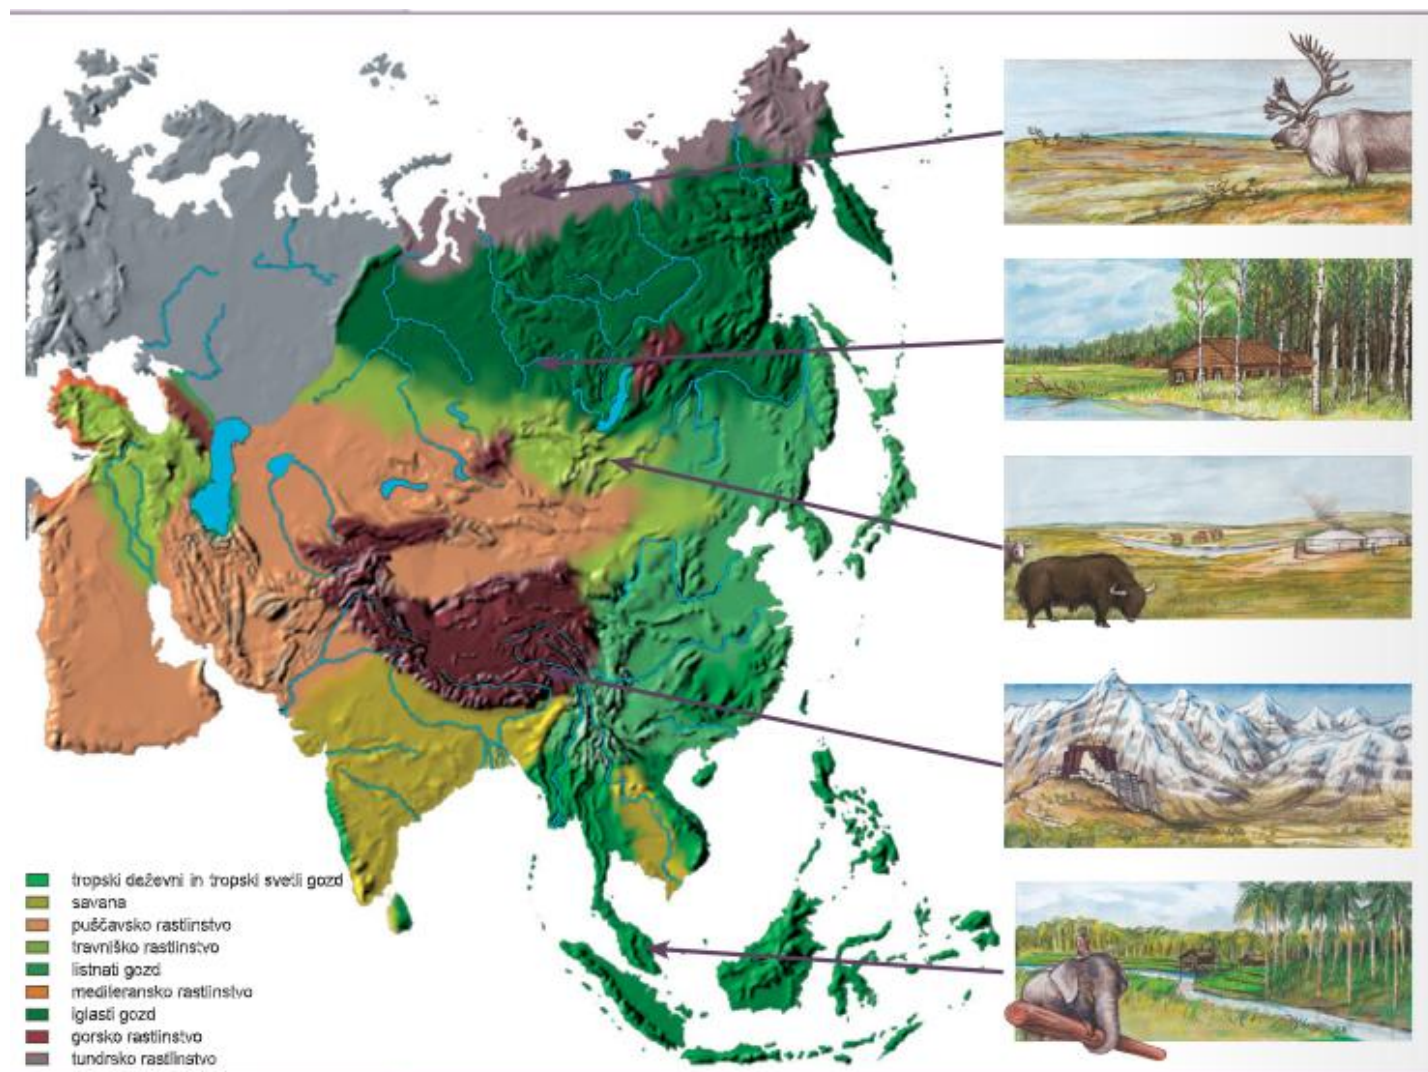 tropski deževni in tropski svetli gozd
savana
puščavsko rastlinstvo
travniško rastlinstvo
listnati gozd
mediteransko rastlinstvo
iglasti gozd
gorsko rastlinstvo
tundrsko rastlinstvo